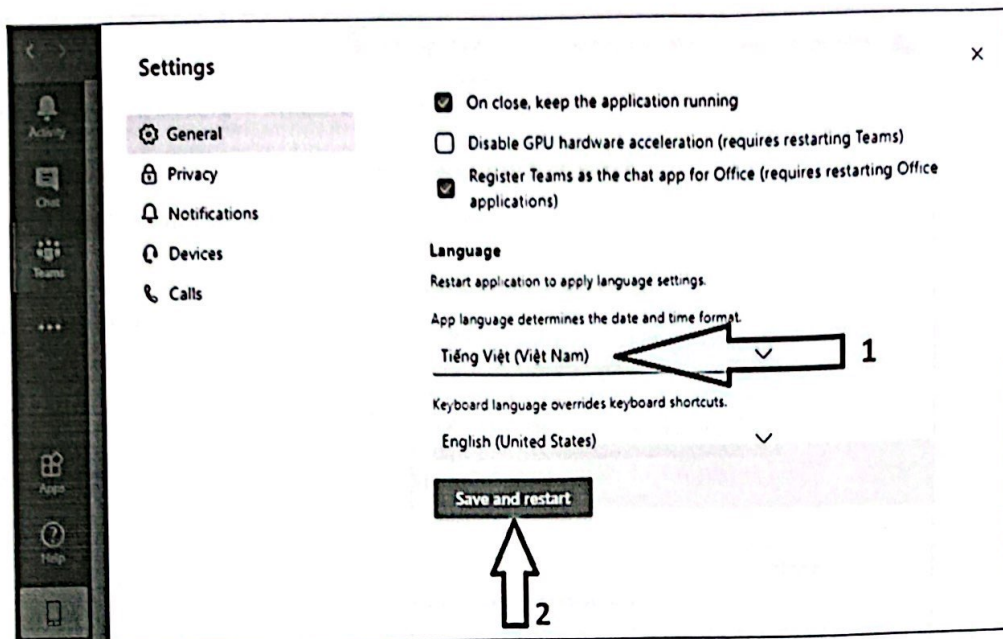 Settings
×
Activity
Chat
Teams
Apps
Help
General
Privacy
Notifications
Devices
Calls
On close, keep the application running
Disable GPU hardware acceleration (requires restarting Teams)
Register Teams as the chat app for Office (requires restarting Office
applications)
Language
Restart application to apply language settings.
App language determines the date and time format.
Tiếng Việt (Việt Nam)
1
Keyboard language overrides keyboard shortcuts.
English (United States)
Save and restart
2